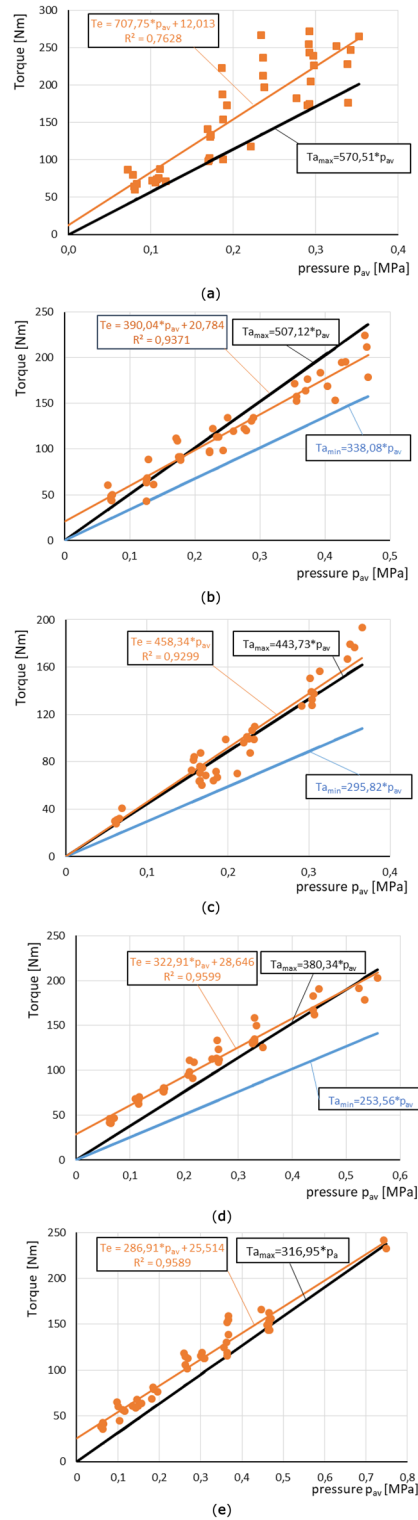 Torque [Nm]
300
250
200
150
100
50
0
Te = 707,75*pav + 12,013
R² = 0,7628
Tamax=570,51*pav
0,0 0,1 0,2 0,3 0,4
pressure pav [MPa]
(a)
Torque [Nm]
250
200
150
100
50
0
Te = 390,04*pav + 20,784
R² = 0,9371
Tamax=507,12*pav
Tamin=338,08*pav
0 0,1 0,2 0,3 0,4 0,5
pressure pav [MPa]
(b)
Torque [Nm]
200
160
120
80
40
0
Te = 458,34*pav
R² = 0,9299
Tamax=443,73*pav
Tamin=295,82*pav
0 0,1 0,2 0,3 0,4
pressure pav [MPa]
(c)
Torque [Nm]
250
200
150
100
50
0
Te = 322,91*pav + 28,646
R² = 0,9599
Tamax=380,34*pav
Tamin=253,56*pav
0 0,1 0,2 0,3 0,4 0,5 0,6
pressure pav [MPa]
(d)
Torque [Nm]
250
200
150
100
50
0
Te = 286,91*pav + 25,514
R² = 0,9589
Tamax=316,95*pa
0 0,1 0,2 0,3 0,4 0,5 0,6 0,7 0,8
pressure pav [MPa]
(e)